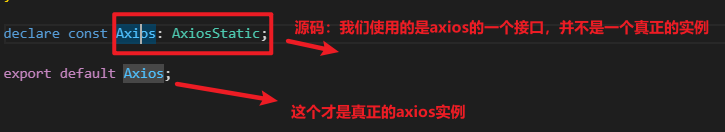 declare const Axios: AxiosStatic;
源码：我们使用的是axios的一个接口，并不是一个真正的实例
export default Axios;
这个才是真正的axios实例